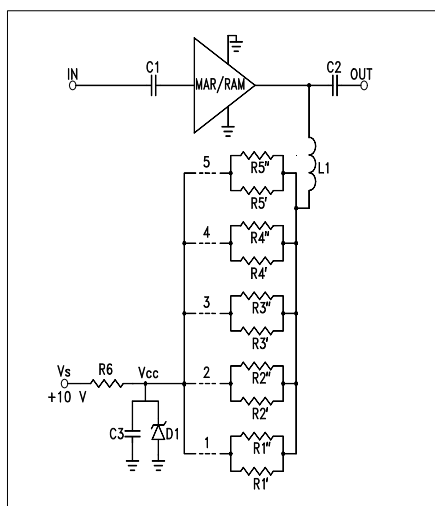 IN
C1
MAR/RAM
C2
OUT
L1
5
R5"
R5'
4
R4"
R4'
3
R3"
R3'
Vs
+10 V
R6
Vcc
2
R2"
R2'
C3
D1
1
R1"
R1'